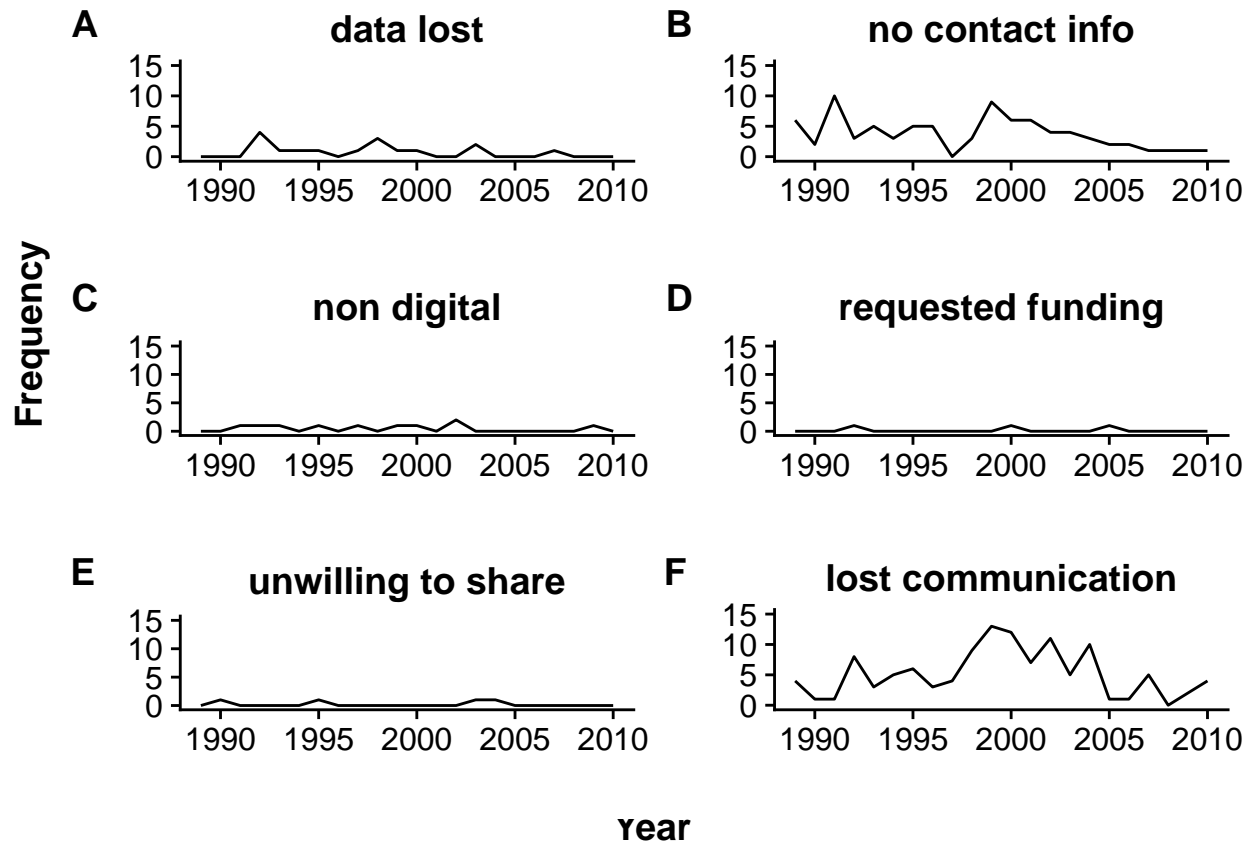 A data lost
B no contact info
15
10
5
0
1990 1995 2000 2005 2010
15
10
5
0
1990 1995 2000 2005 2010
Frequency
C non digital
D requested funding
15
10
5
0
1990 1995 2000 2005 2010
15
10
5
0
1990 1995 2000 2005 2010
E unwilling to share
F lost communication
15
10
5
0
1990 1995 2000 2005 2010
15
10
5
0
1990 1995 2000 2005 2010
Year